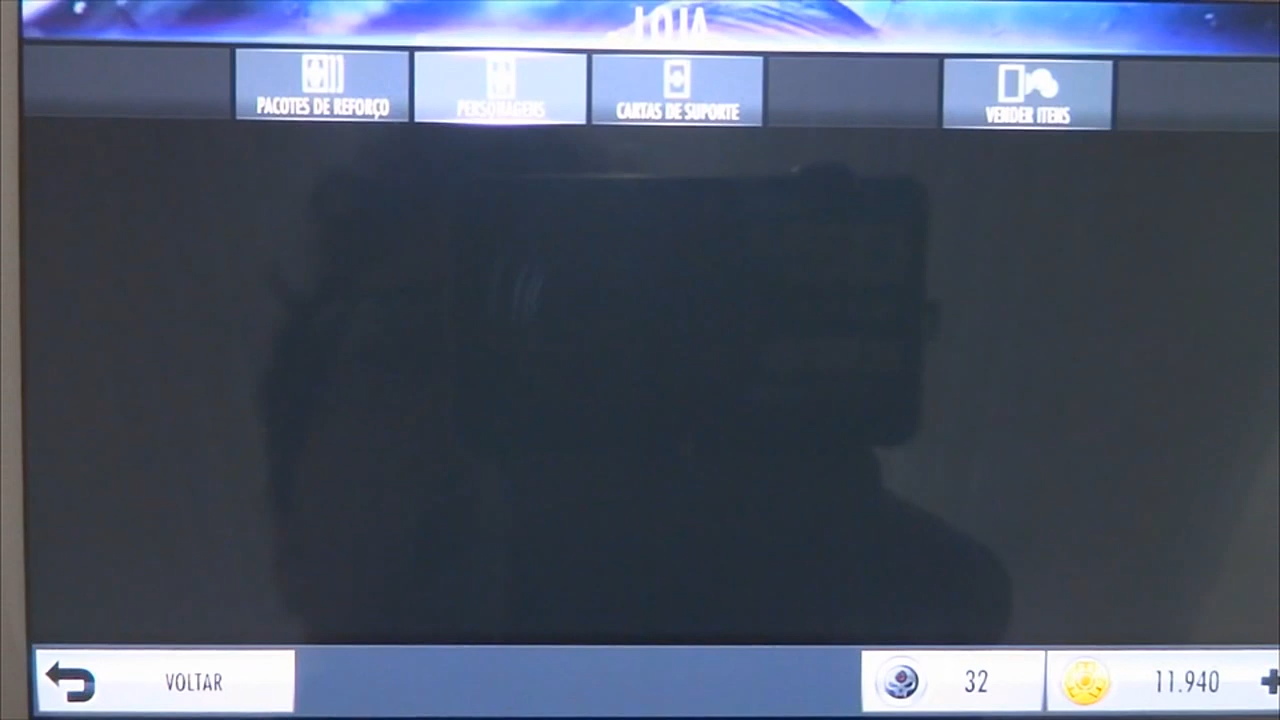 LOJA
PACOTES DE REFORÇO
PERSONAGENS
CARTAS DE SUPORTE
VENDER ITENS
VOLTAR
32
11.940 +